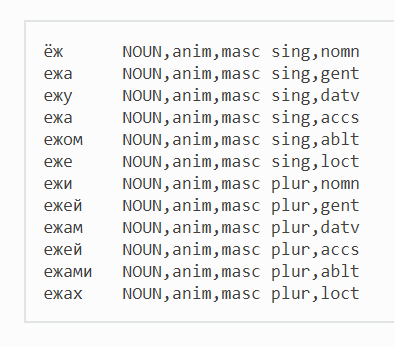 ёж NOUN,anim,masc sing,nomn
ежа NOUN,anim,masc sing,gent
ежу NOUN,anim,masc sing,datv
ежа NOUN,anim,masc sing,accs
ежом NOUN,anim,masc sing,ablt
еже NOUN,anim,masc sing,loct
ежи NOUN,anim,masc plur,nomn
ежей NOUN,anim,masc plur,gent
ежам NOUN,anim,masc plur,datv
ежей NOUN,anim,masc plur,accs
ежами NOUN,anim,masc plur,ablt
ежах NOUN,anim,masc plur,loct